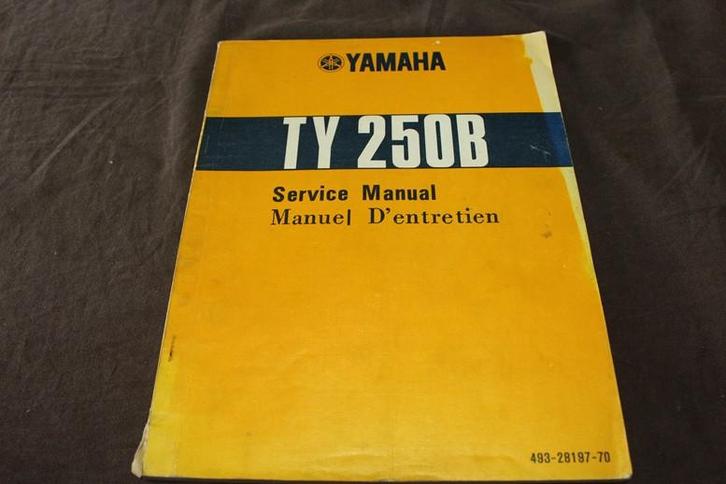 YAMAHA
TY 250B
Service Manual
Manuel D'entretien
493-28197-70